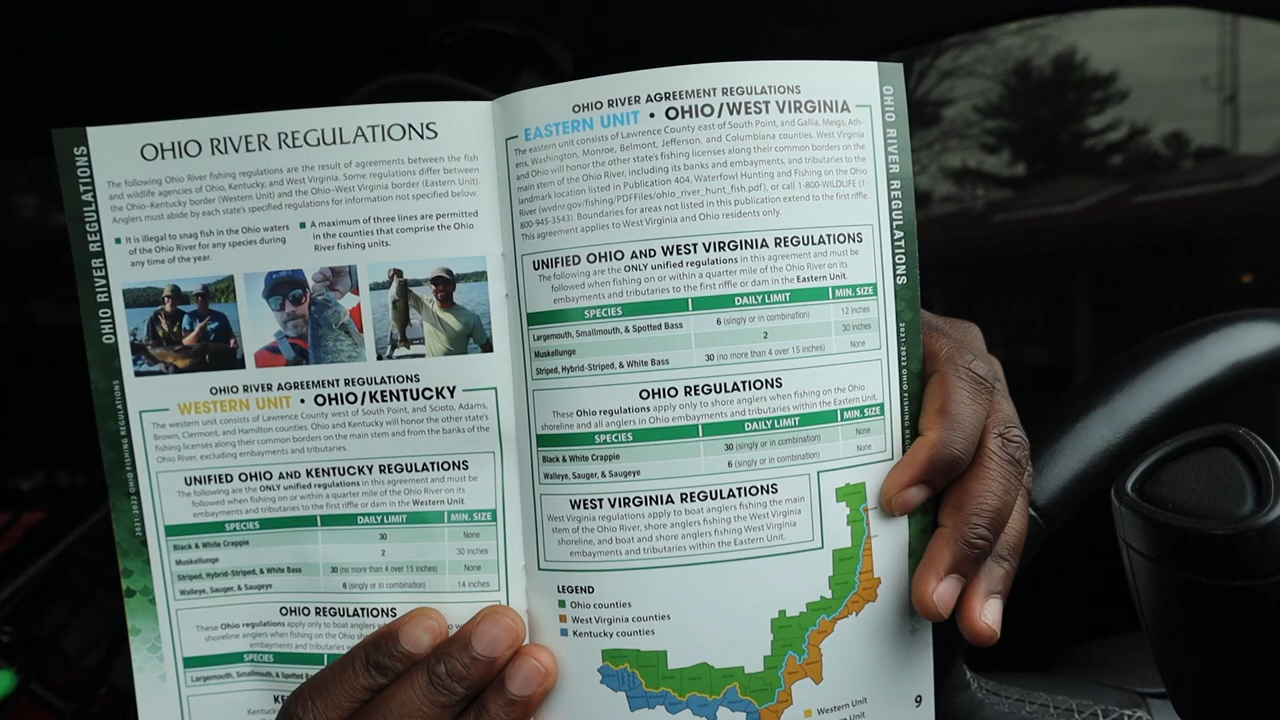 OHIO RIVER REGULATIONS
2021-2022 OHIO FISHING REGULATIONS
OHIO RIVER REGULATIONS
The following Ohio River fishing regulations are the result of agreements between the fish
and wildlife agencies of Ohio, Kentucky, and West Virginia. Some regulations differ between
the Ohio–Kentucky border (Western Unit) and the Ohio–West Virginia border (Eastern Unit).
Anglers must abide by each state's specified regulations for information not specified below.
It is illegal to snag fish in the Ohio waters
of the Ohio River for any species during
any time of the year.
A maximum of three lines are permitted
in the counties that comprise the Ohio
River fishing units.
OHIO RIVER AGREEMENT REGULATIONS
WESTERN UNIT • OHIO/KENTUCKY
The western unit consists of Lawrence County west of South Point, and Scioto, Adams,
Brown, Clermont, and Hamilton counties. Ohio and Kentucky will honor the other state's
fishing licenses along their common borders on the main stem and from the banks of the
Ohio River, excluding embayments and tributaries.
UNIFIED OHIO AND KENTUCKY REGULATIONS
The following are the ONLY unified regulations in this agreement and must be
followed when fishing on or within a quarter mile of the Ohio River on its
embayments and tributaries to the first riffle or dam in the Western Unit.
SPECIES DAILY LIMIT MIN. SIZE
Black & White Crappie 30 None
Muskellunge 2 30 inches
Striped, Hybrid-Striped, & White Bass 30 (no more than 4 over 15 inches) None
Walleye, Sauger, & Saugeye 6 (singly or in combination) 14 inches
OHIO REGULATIONS
These Ohio regulations apply only to boat anglers
shoreline anglers when fishing on the Ohio
embayments and tributaries
SPECIES
Largemouth, Smallmouth, & Spotted
OHIO RIVER AGREEMENT REGULATIONS
EASTERN UNIT • OHIO/WEST VIRGINIA
The eastern unit consists of Lawrence County east of South Point, and Gallia, Meigs, Ath-
ens, Washington, Monroe, Belmont, Jefferson, and Columbiana counties. West Virginia
and Ohio will honor the other state's fishing licenses along their common borders on the
main stem of the Ohio River, including its banks and embayments, and tributaries to the
landmark location listed in Publication 404, Waterfowl Hunting and Fishing on the Ohio
River (wvdnr.gov/fishing/PDFFiles/ohio_river_hunt_fish.pdf), or call 1-800-WILDLIFE (1-
800-945-3543). Boundaries for areas not listed in this publication extend to the first riffle.
This agreement applies to West Virginia and Ohio residents only.
UNIFIED OHIO AND WEST VIRGINIA REGULATIONS
The following are the ONLY unified regulations in this agreement and must be
followed when fishing on or within a quarter mile of the Ohio River on its
embayments and tributaries to the first riffle or dam in the Eastern Unit.
SPECIES DAILY LIMIT MIN. SIZE
Largemouth, Smallmouth, & Spotted Bass 6 (singly or in combination) 12 inches
Muskellunge 2 30 inches
Striped, Hybrid-Striped, & White Bass 30 (no more than 4 over 15 inches) None
OHIO REGULATIONS
These Ohio regulations apply only to shore anglers when fishing on the Ohio
shoreline and all anglers in Ohio embayments and tributaries within the Eastern Unit.
SPECIES DAILY LIMIT MIN. SIZE
Black & White Crappie 30 (singly or in combination) None
Walleye, Sauger, & Saugeye 6 (singly or in combination) None
WEST VIRGINIA REGULATIONS
West Virginia regulations apply to boat anglers fishing the main
stem of the Ohio River, shore anglers fishing the West Virginia
shoreline, and boat and shore anglers fishing West Virginia
embayments and tributaries within the Eastern Unit.
LEGEND
Ohio counties
West Virginia counties
Kentucky counties
Western Unit
9
OHIO RIVER REGULATIONS
2021-2022 OHIO FISHING